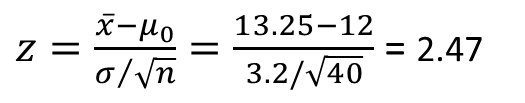 z = (x̄−μ₀)/(σ/√n) = (13.25−12)/(3.2/√40) = 2.47